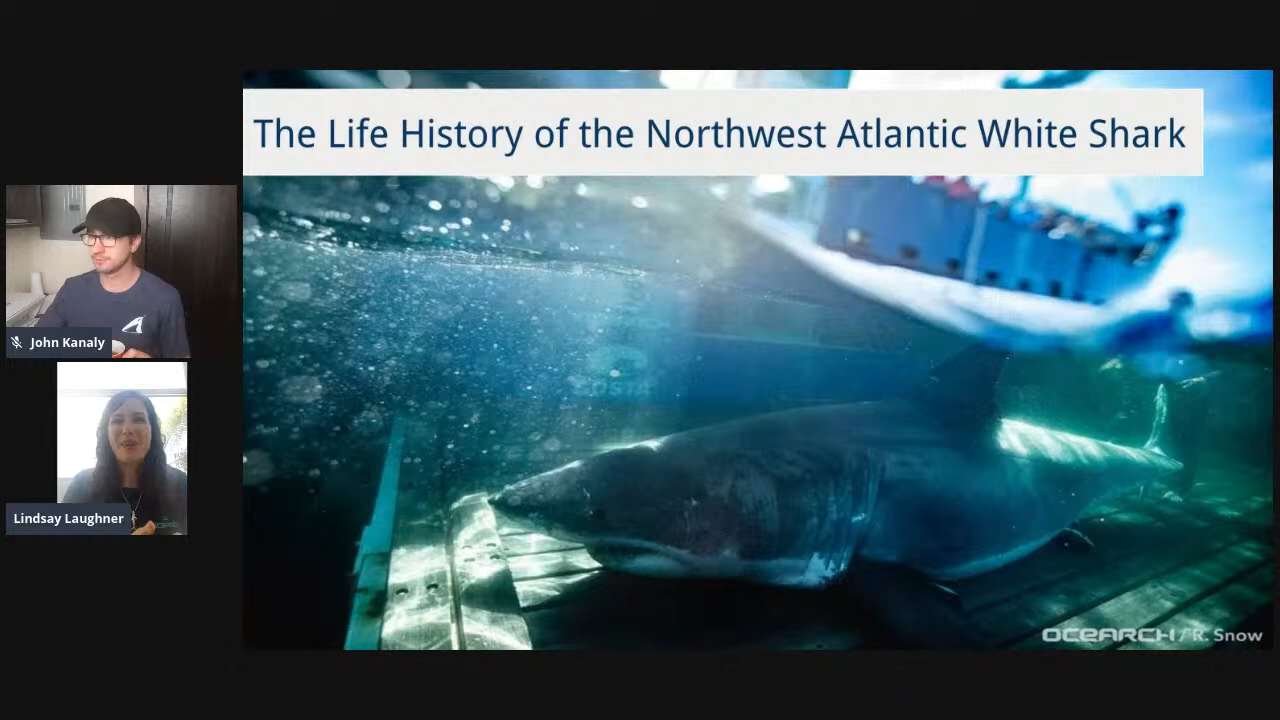 The Life History of the Northwest Atlantic White Shark
John Kanaly
Lindsay Laughner
OCEARCH / R. Snow